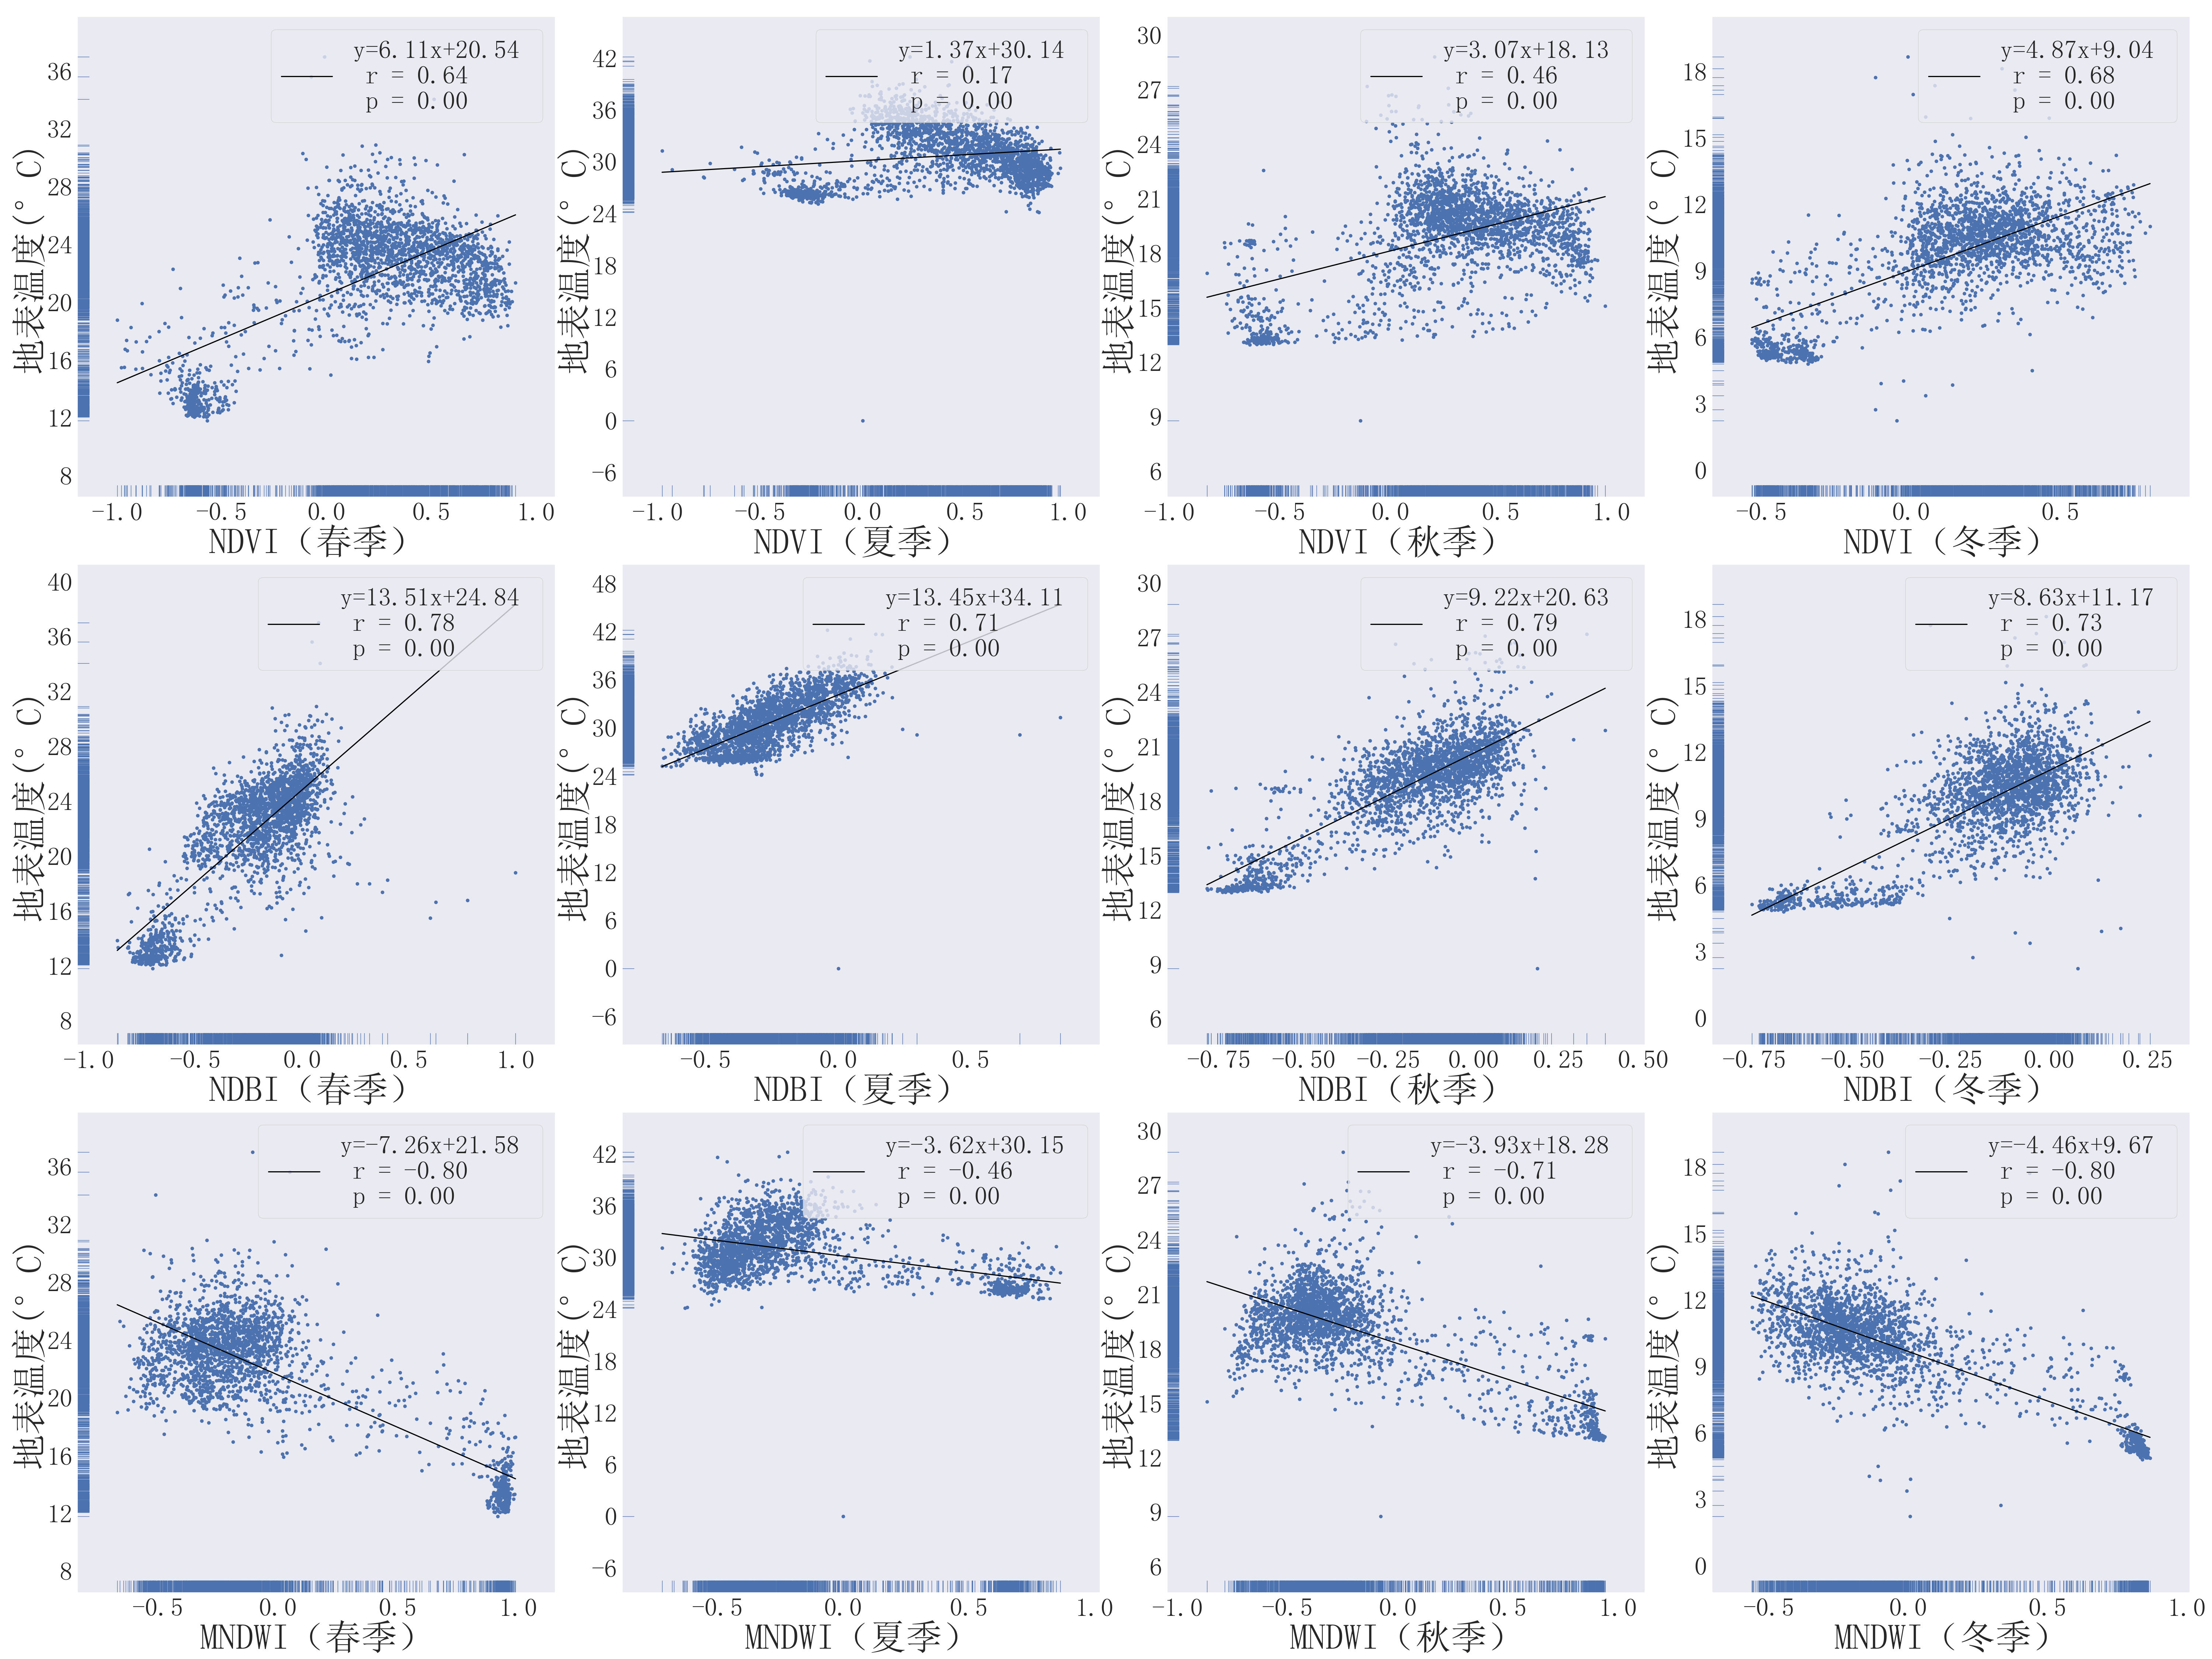 y=6.11x+20.54
r = 0.64
p = 0.00
36
32
28
24
20
16
12
8
地表温度(° C)
-1.0 -0.5 0.0 0.5 1.0
NDVI（春季）
y=1.37x+30.14
r = 0.17
p = 0.00
42
36
30
24
18
12
6
0
-6
地表温度(° C)
-1.0 -0.5 0.0 0.5 1.0
NDVI（夏季）
y=3.07x+18.13
r = 0.46
p = 0.00
30
27
24
21
18
15
12
9
6
地表温度(° C)
-1.0 -0.5 0.0 0.5 1.0
NDVI（秋季）
y=4.87x+9.04
r = 0.68
p = 0.00
18
15
12
9
6
3
0
地表温度(° C)
-0.5 0.0 0.5
NDVI（冬季）
y=13.51x+24.84
r = 0.78
p = 0.00
40
36
32
28
24
20
16
12
8
地表温度(° C)
-1.0 -0.5 0.0 0.5 1.0
NDBI（春季）
y=13.45x+34.11
r = 0.71
p = 0.00
48
42
36
30
24
18
12
6
0
-6
地表温度(° C)
-0.5 0.0 0.5
NDBI（夏季）
y=9.22x+20.63
r = 0.79
p = 0.00
30
27
24
21
18
15
12
9
6
地表温度(° C)
-0.75 -0.50 -0.25 0.00 0.25 0.50
NDBI（秋季）
y=8.63x+11.17
r = 0.73
p = 0.00
18
15
12
9
6
3
0
地表温度(° C)
-0.75 -0.50 -0.25 0.00 0.25
NDBI（冬季）
y=-7.26x+21.58
r = -0.80
p = 0.00
36
32
28
24
20
16
12
8
地表温度(° C)
-0.5 0.0 0.5 1.0
MNDWI（春季）
y=-3.62x+30.15
r = -0.46
p = 0.00
42
36
30
24
18
12
6
0
-6
地表温度(° C)
-0.5 0.0 0.5 1.0
MNDWI（夏季）
y=-3.93x+18.28
r = -0.71
p = 0.00
30
27
24
21
18
15
12
9
6
地表温度(° C)
-1.0 -0.5 0.0 0.5 1.0
MNDWI（秋季）
y=-4.46x+9.67
r = -0.80
p = 0.00
18
15
12
9
6
3
0
地表温度(° C)
-0.5 0.0 0.5 1.0
MNDWI（冬季）